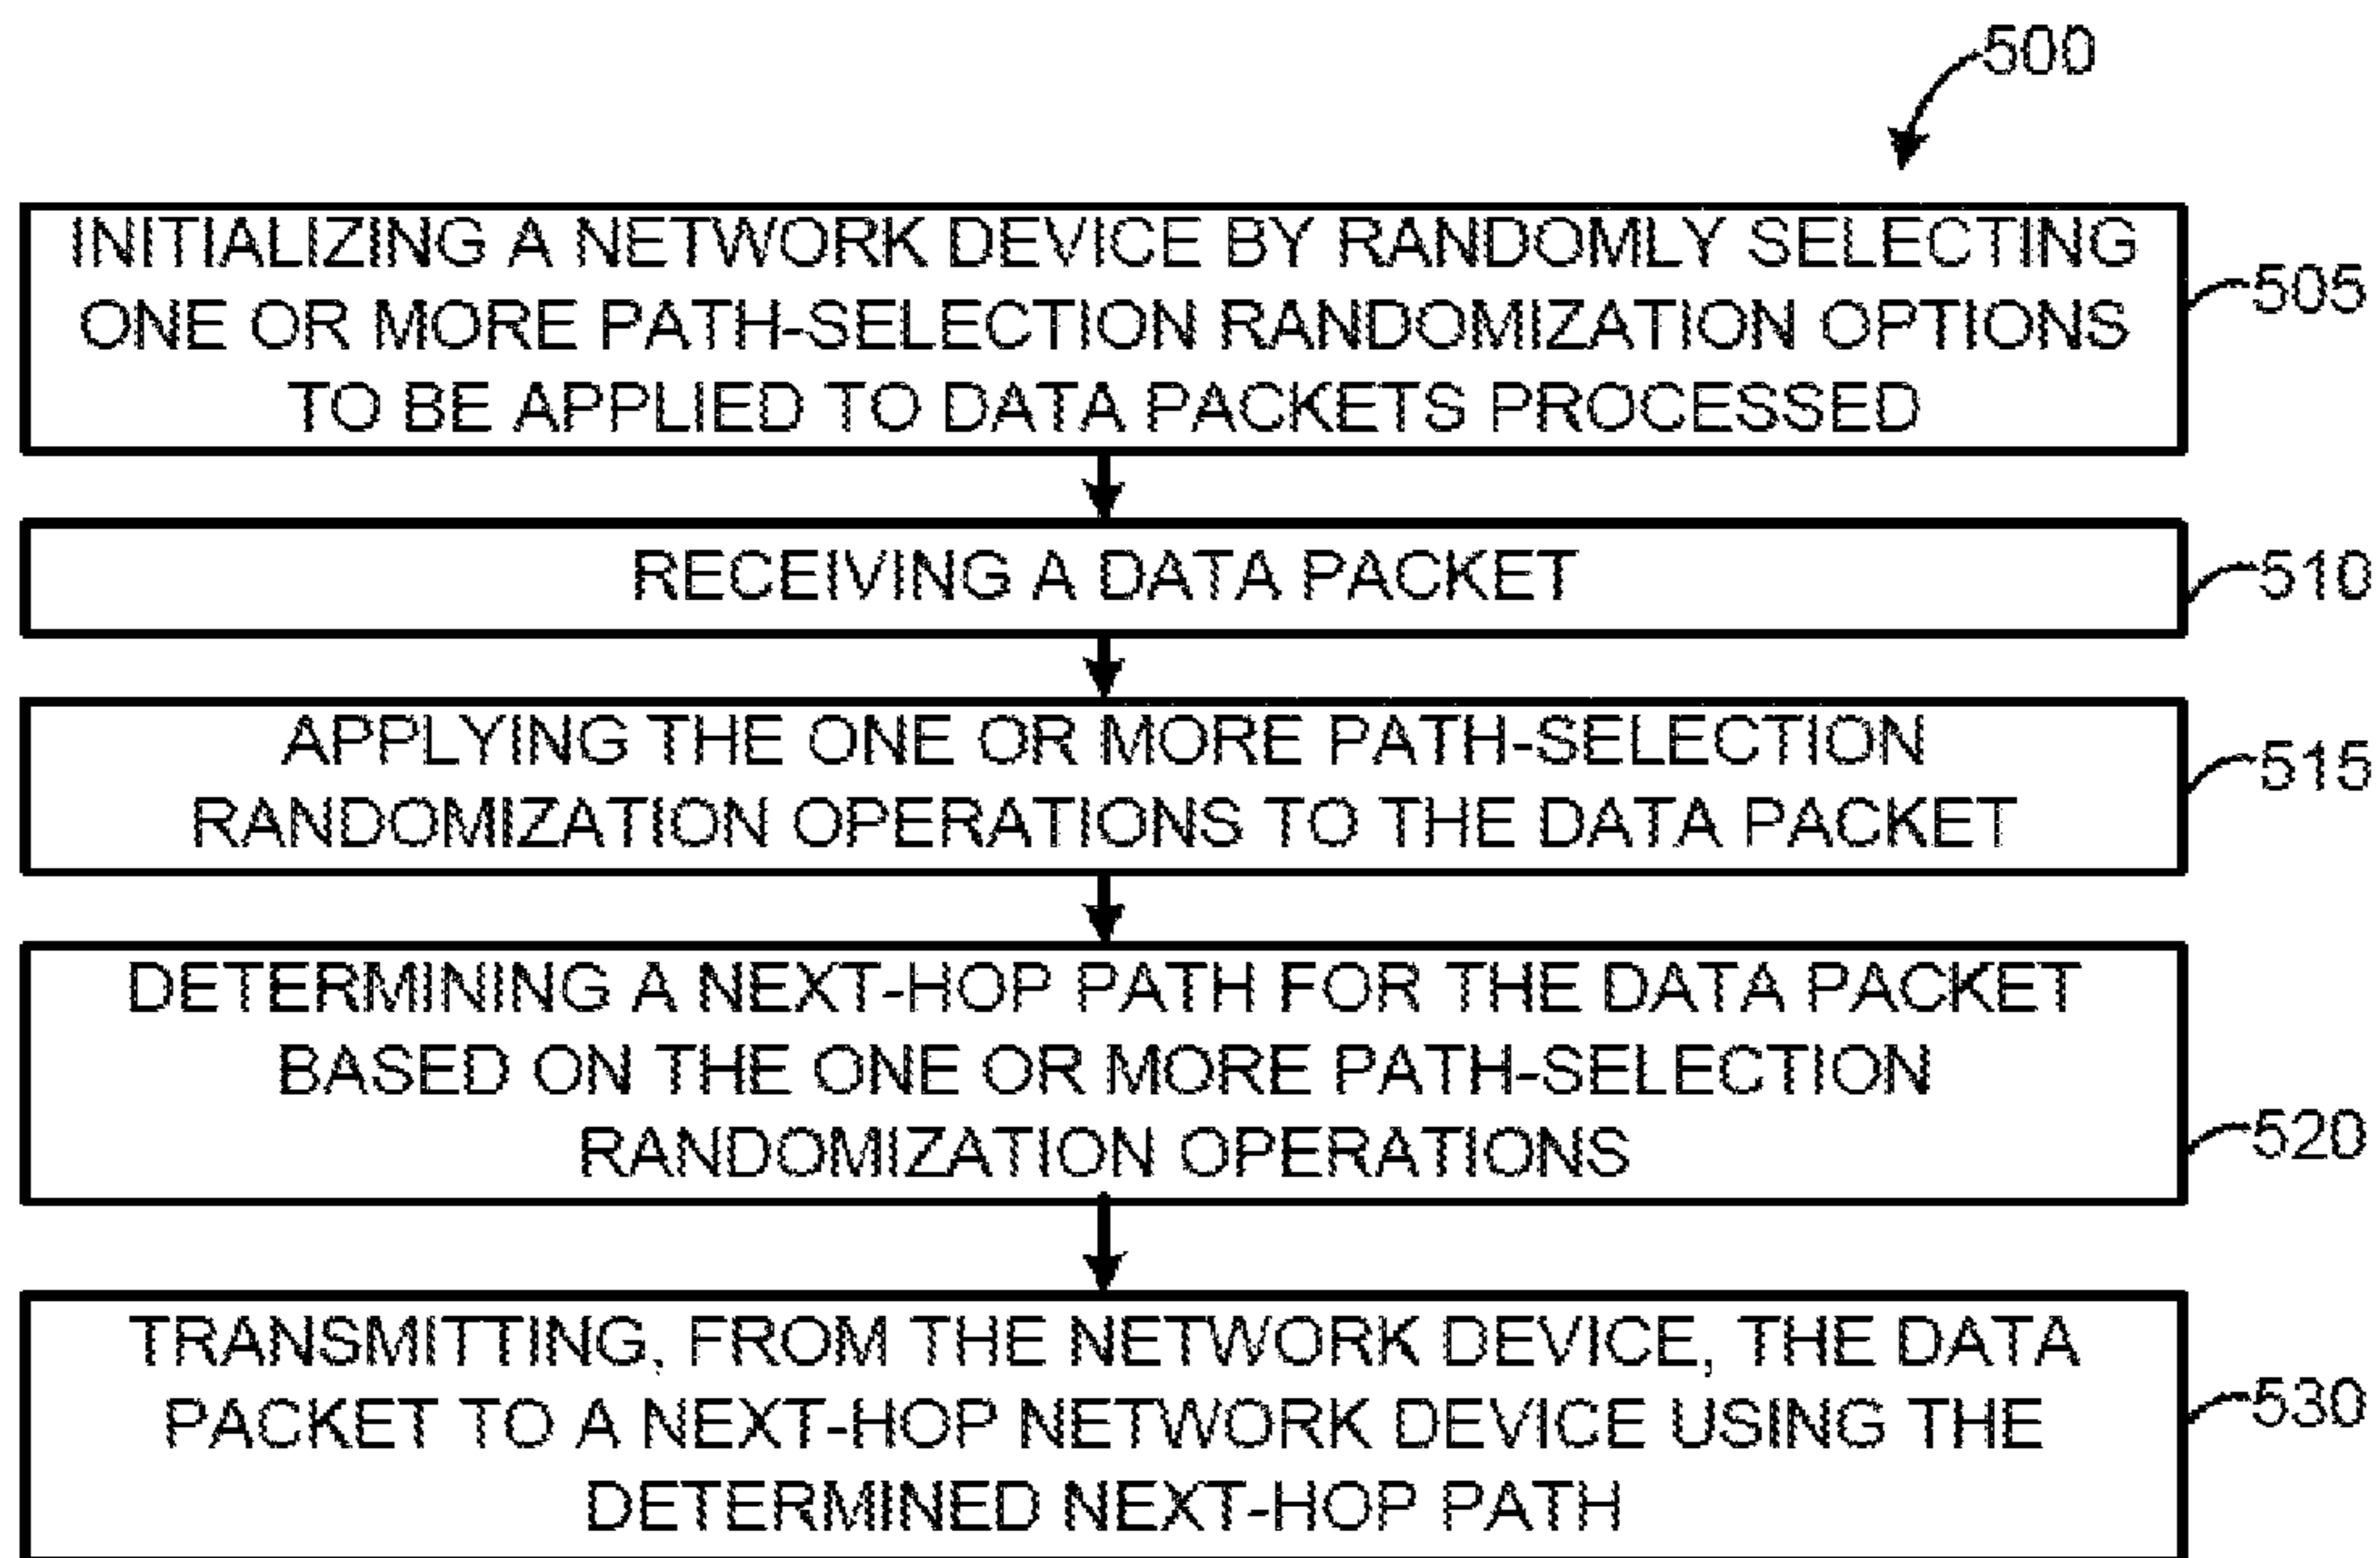 500
INITIALIZING A NETWORK DEVICE BY RANDOMLY SELECTING
ONE OR MORE PATH-SELECTION RANDOMIZATION OPTIONS
TO BE APPLIED TO DATA PACKETS PROCESSED
505
RECEIVING A DATA PACKET
510
APPLYING THE ONE OR MORE PATH-SELECTION
RANDOMIZATION OPERATIONS TO THE DATA PACKET
515
DETERMINING A NEXT-HOP PATH FOR THE DATA PACKET
BASED ON THE ONE OR MORE PATH-SELECTION
RANDOMIZATION OPERATIONS
520
TRANSMITTING, FROM THE NETWORK DEVICE, THE DATA
PACKET TO A NEXT-HOP NETWORK DEVICE USING THE
DETERMINED NEXT-HOP PATH
530